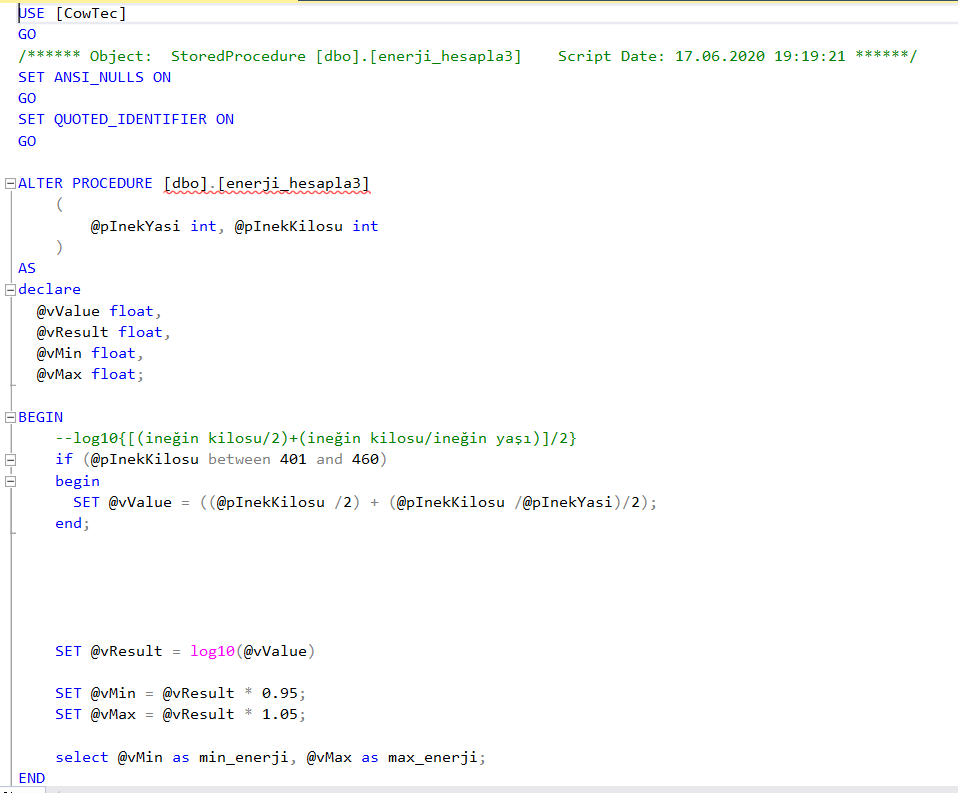 USE [CowTec]
GO
/****** Object:  StoredProcedure [dbo].[enerji_hesapla3]    Script Date: 17.06.2020 19:19:21 ******/
SET ANSI_NULLS ON
GO
SET QUOTED_IDENTIFIER ON
GO
ALTER PROCEDURE [dbo].[enerji_hesapla3]
(
@pInekYasi int, @pInekKilosu int
)
AS
declare
@vValue float,
@vResult float,
@vMin float,
@vMax float;
BEGIN
--log10{[(ineğin kilosu/2)+(ineğin kilosu/ineğin yaşı)]/2}
if (@pInekKilosu between 401 and 460)
begin
SET @vValue = ((@pInekKilosu /2) + (@pInekKilosu /@pInekYasi)/2);
end;
SET @vResult = log10(@vValue)
SET @vMin = @vResult * 0.95;
SET @vMax = @vResult * 1.05;
select @vMin as min_enerji, @vMax as max_enerji;
END